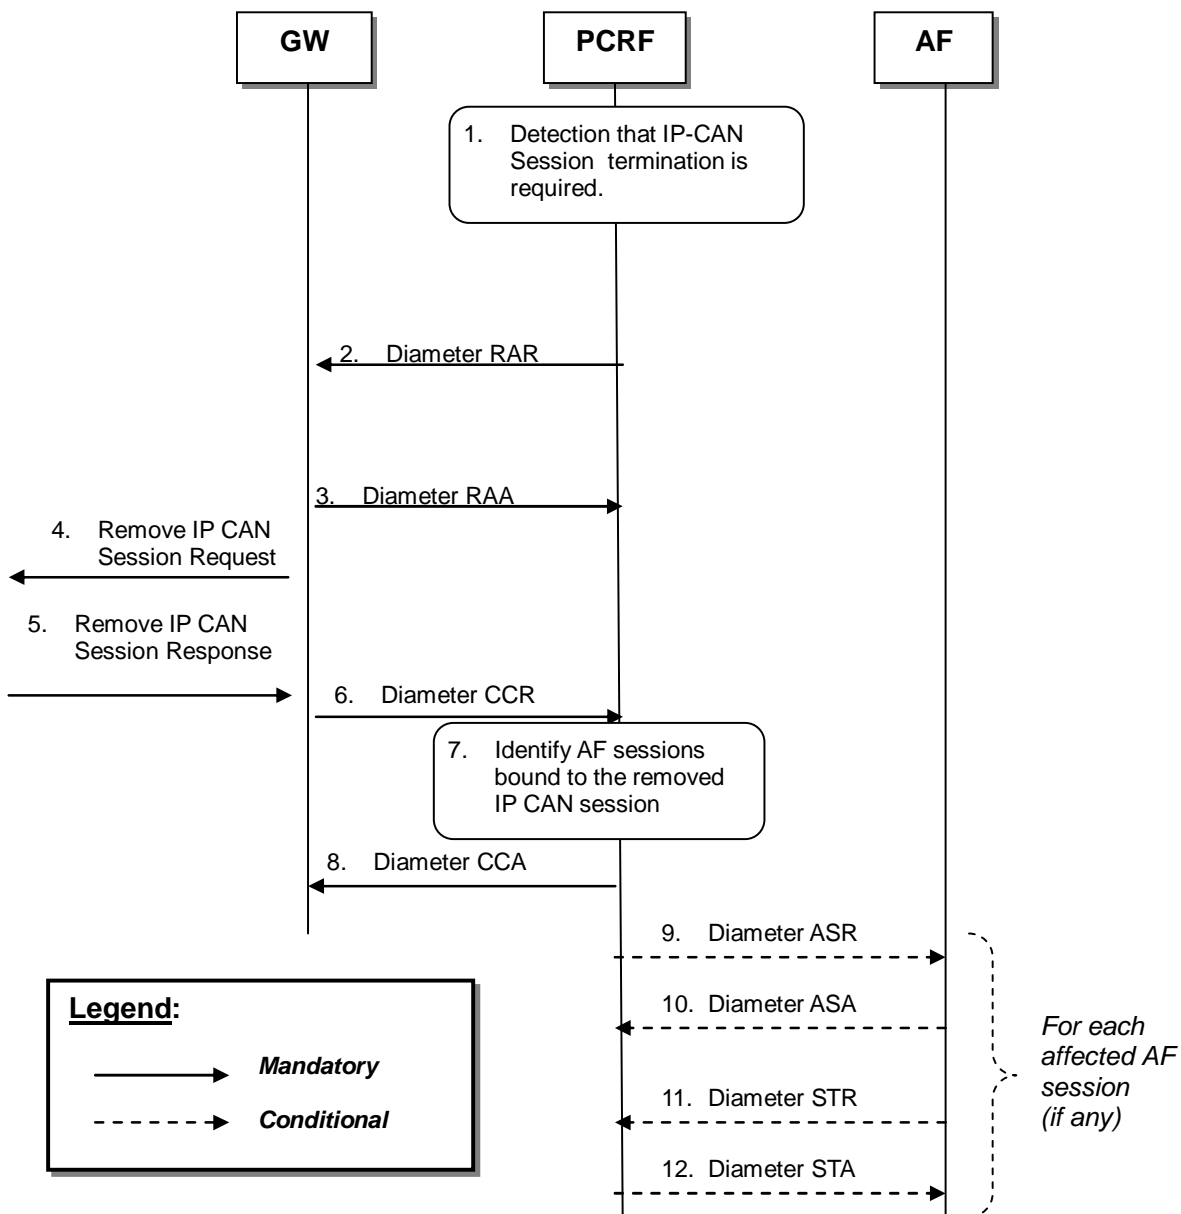 GW
PCRF
AF
1. Detection that IP-CAN
Session termination is
required.
2. Diameter RAR
3. Diameter RAA
4. Remove IP CAN
Session Request
5. Remove IP CAN
Session Response
6. Diameter CCR
7. Identify AF sessions
bound to the removed
IP CAN session
8. Diameter CCA
9. Diameter ASR
10. Diameter ASA
11. Diameter STR
12. Diameter STA
For each
affected AF
session
(if any)
Legend:
Mandatory
Conditional